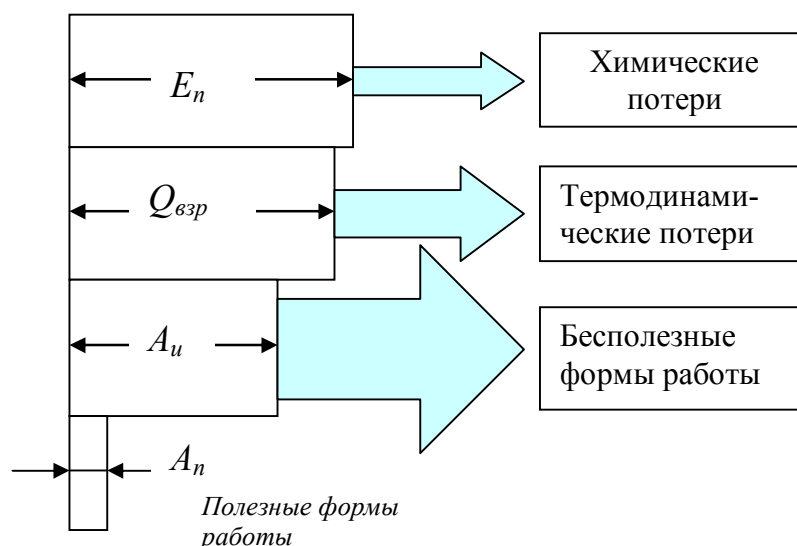 Eп
Химические
потери
Qвзр
Термодинами-
ческие потери
Aи
Бесполезные
формы работы
Aп
Полезные формы
работы